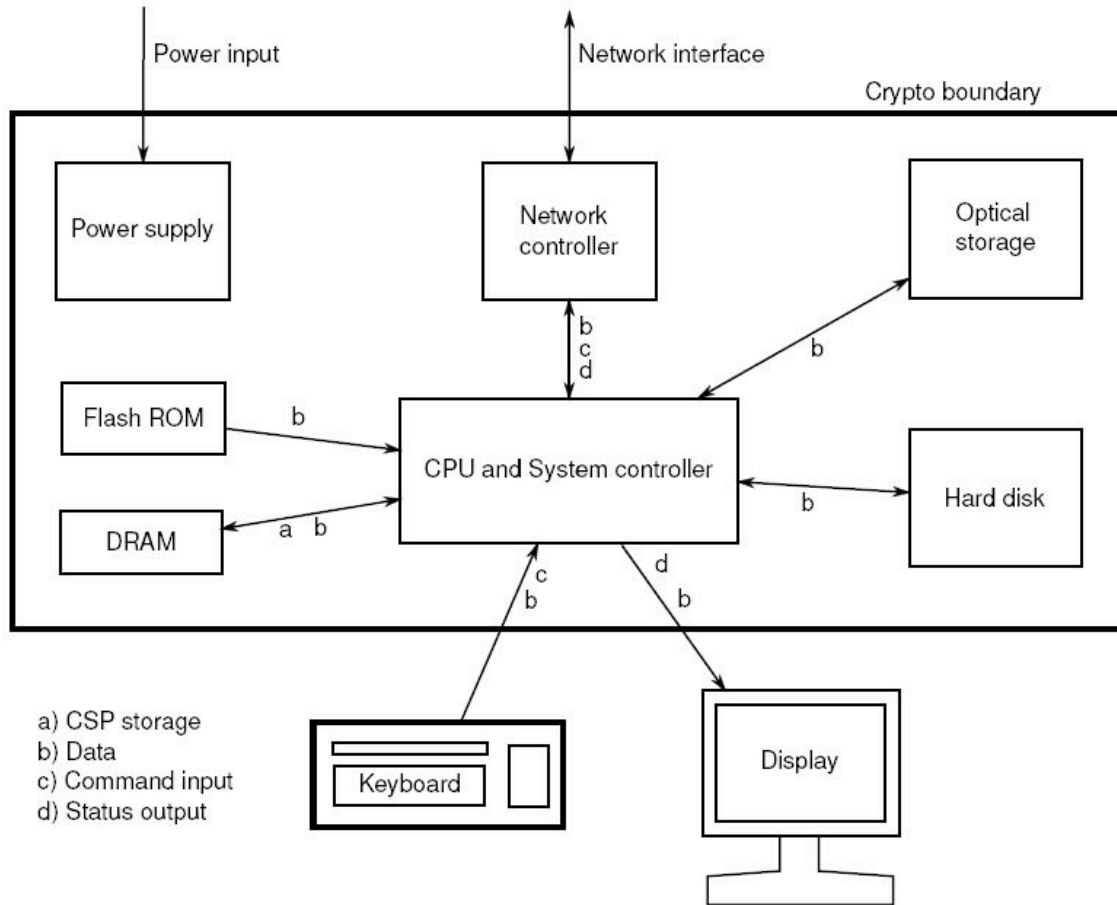 Power input
Network interface
Crypto boundary
Power supply
Network
controller
Optical
storage
b
c
d
b
Flash ROM
b
CPU and System controller
b
Hard disk
DRAM
a b
c
b
d
b
a) CSP storage
b) Data
c) Command input
d) Status output
Keyboard
Display